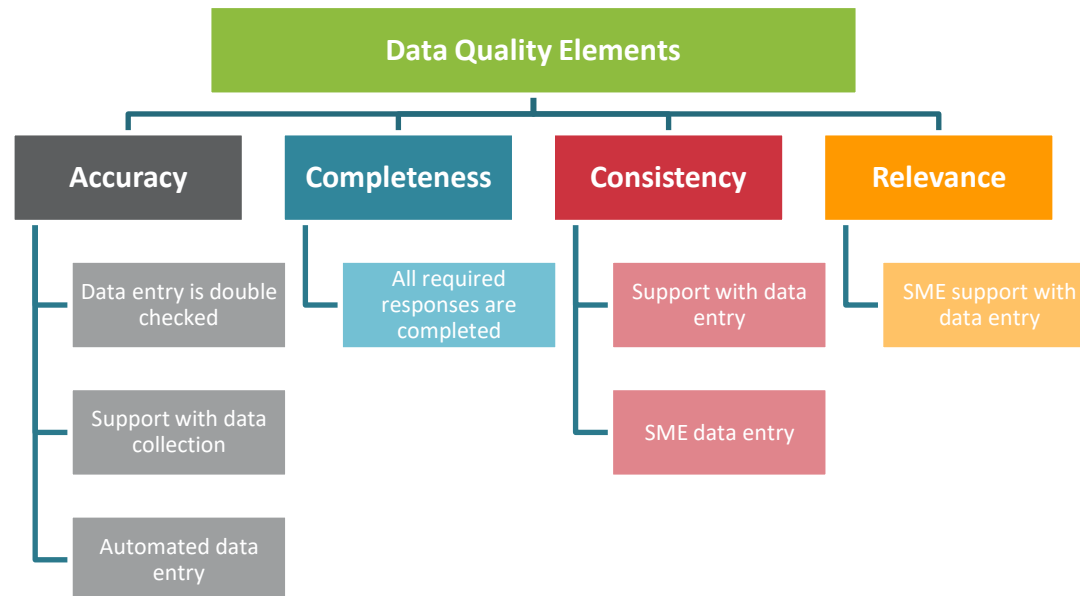 Data Quality Elements
Accuracy
Completeness
Consistency
Relevance
Data entry is double
checked
All required
responses are
completed
Support with data
entry
SME support with
data entry
Support with data
collection
SME data entry
Automated data
entry